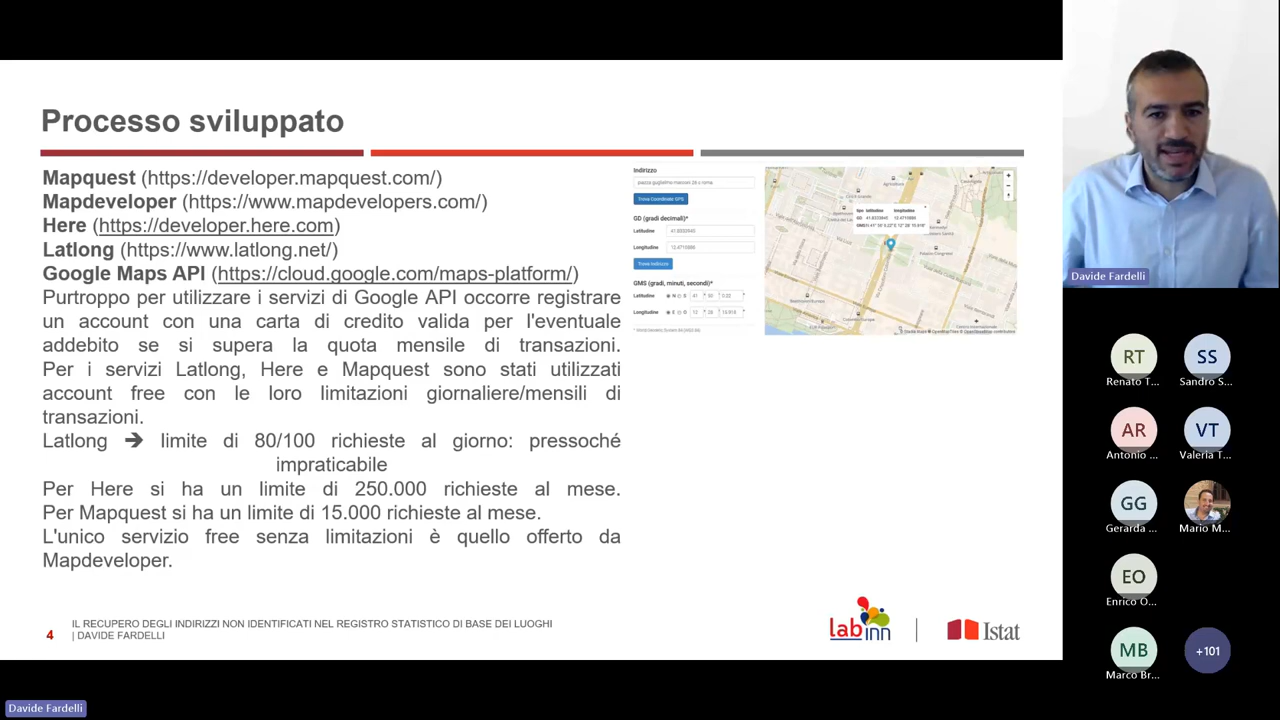 Processo sviluppato
Mapquest (https://developer.mapquest.com/)
Mapdeveloper (https://www.mapdevelopers.com/)
Here (https://developer.here.com)
Latlong (https://www.latlong.net/)
Google Maps API (https://cloud.google.com/maps-platform/)
Purtroppo per utilizzare i servizi di Google API occorre registrare
un account con una carta di credito valida per l'eventuale
addebito se si supera la quota mensile di transazioni.
Per i servizi Latlong, Here e Mapquest sono stati utilizzati
account free con le loro limitazioni giornaliere/mensili di
transazioni.
Latlong ➔ limite di 80/100 richieste al giorno: pressoché
impraticabile
Per Here si ha un limite di 250.000 richieste al mese.
Per Mapquest si ha un limite di 15.000 richieste al mese.
L'unico servizio free senza limitazioni è quello offerto da
Mapdeveloper.
Indirizzo
Trova Coordinate GPS
GD (gradi decimali)*
Latitudine
Longitudine
Trova Indirizzo
GMS (gradi, minuti, secondi)*
Latitudine
Longitudine
4
IL RECUPERO DEGLI INDIRIZZI NON IDENTIFICATI NEL REGISTRO STATISTICO DI BASE DEI LUOGHI
| DAVIDE FARDELLI
lab inn
Istat
Davide Fardelli
RT
SS
Renato T...
Sandro S...
AR
VT
Antonio ...
Valeria T...
GG
Gerarda ...
Mario M...
EO
Enrico O...
MB
+101
Marco Br...
Davide Fardelli